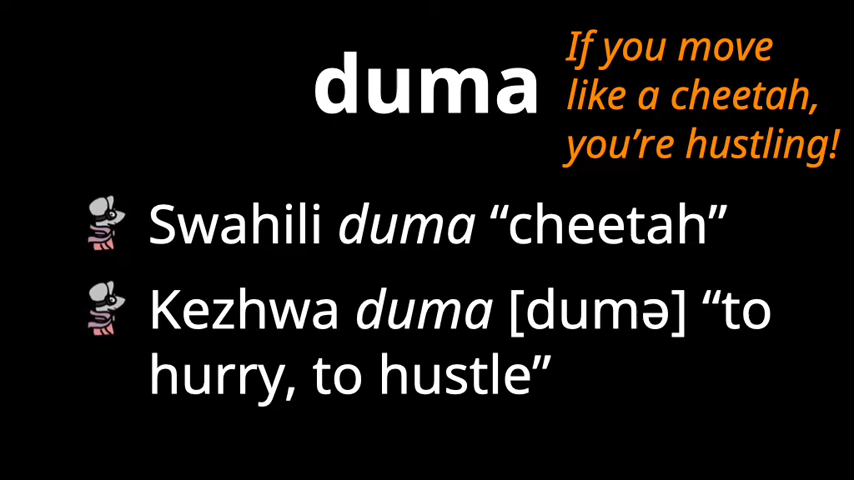 duma
If you move
like a cheetah,
you’re hustling!
Swahili duma “cheetah”
Kezhwa duma [dumə] “to
hurry, to hustle”